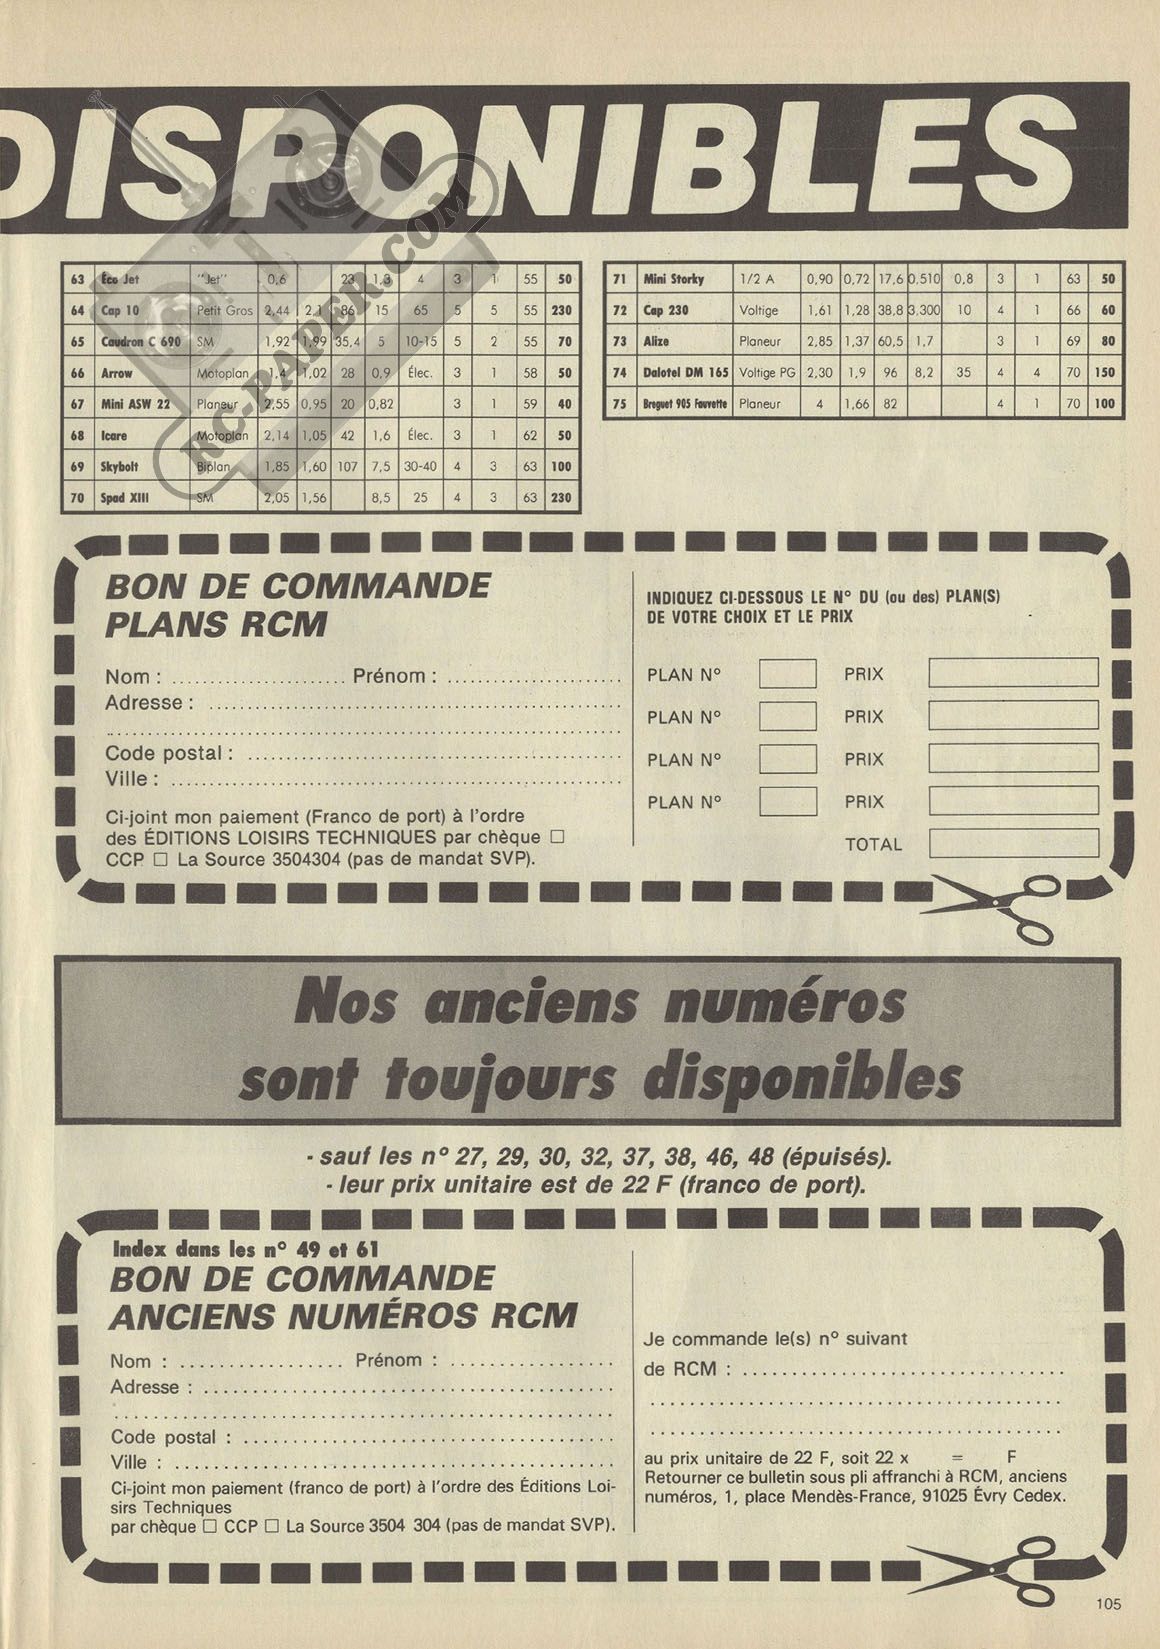 DISPONIBLES
63 Éco Jet "Jet" 0,6 23 1,3 4 3 1 55 50
64 Cap 10 Petit Gros 2,44 2,1 86 15 65 5 5 55 230
65 Caudron C 690 SM 1,92 1,99 35,4 5 10-15 5 2 55 70
66 Arrow Motoplan 1,4 1,02 28 0,9 Élec. 3 1 58 50
67 Mini ASW 22 Planeur 2,55 0,95 20 0,82 3 1 59 40
68 Icare Motoplan 2,14 1,05 42 1,6 Élec. 3 1 62 50
69 Skybolt Biplan 1,85 1,60 107 7,5 30-40 4 3 63 100
70 Spad XIII SM 2,05 1,56 8,5 25 4 3 63 230
71 Mini Storky 1/2 A 0,90 0,72 17,6 0.510 0,8 3 1 63 50
72 Cap 230 Voltige 1,61 1,28 38,8 3,300 10 4 1 66 60
73 Alize Planeur 2,85 1,37 60,5 1,7 3 1 69 80
74 Dalotel DM 165 Voltige PG 2,30 1,9 96 8,2 35 4 4 70 150
75 Breguet 905 Fauvette Planeur 4 1,66 82 4 1 70 100
RC-PAPER.COM
BON DE COMMANDE
PLANS RCM
Nom : ........................ Prénom : ........................
Adresse : ........................
........................
Code postal : ........................
Ville : ........................
Ci-joint mon paiement (Franco de port) à l'ordre
des ÉDITIONS LOISIRS TECHNIQUES par chèque □
CCP □ La Source 3504304 (pas de mandat SVP).
INDIQUEZ CI-DESSOUS LE N° DU (ou des) PLAN(S)
DE VOTRE CHOIX ET LE PRIX
PLAN N° PRIX
PLAN N° PRIX
PLAN N° PRIX
PLAN N° PRIX
TOTAL
Nos anciens numéros
sont toujours disponibles
- sauf les n° 27, 29, 30, 32, 37, 38, 46, 48 (épuisés).
- leur prix unitaire est de 22 F (franco de port).
Index dans les n° 49 et 61
BON DE COMMANDE
ANCIENS NUMÉROS RCM
Nom : ................. Prénom : .................
Adresse : ........................
........................
Code postal : ........................
Ville : ........................
Ci-joint mon paiement (franco de port) à l'ordre des Éditions Loi-
sirs Techniques
par chèque □ CCP □ La Source 3504 304 (pas de mandat SVP).
Je commande le(s) n° suivant
de RCM : ........................
........................
........................
au prix unitaire de 22 F, soit 22 x = F
Retourner ce bulletin sous pli affranchi à RCM, anciens
numéros, 1, place Mendès-France, 91025 Évry Cedex.
105